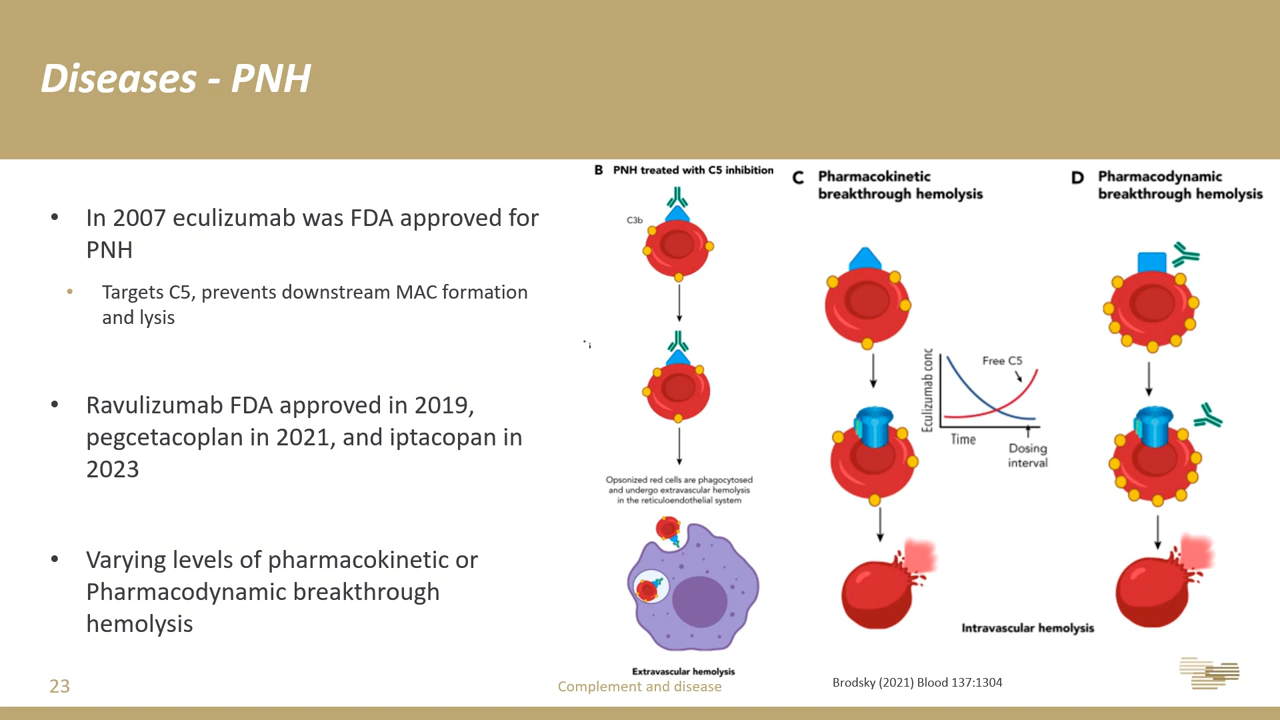 Diseases - PNH
• In 2007 eculizumab was FDA approved for
PNH
• Targets C5, prevents downstream MAC formation
and lysis
• Ravulizumab FDA approved in 2019,
pegcetacoplan in 2021, and iptacopan in
2023
• Varying levels of pharmacokinetic or
Pharmacodynamic breakthrough
hemolysis
B PNH treated with C5 inhibition
C3b
Opsonized red cells are phagocytosed
and undergo extravascular hemolysis
in the reticuloendothelial system
Extravascular hemolysis
C Pharmacokinetic
breakthrough hemolysis
Eculizumab conc
Free C5
Time
Dosing
interval
D Pharmacodynamic
breakthrough hemolysis
Intravascular hemolysis
23
Complement and disease
Brodsky (2021) Blood 137:1304